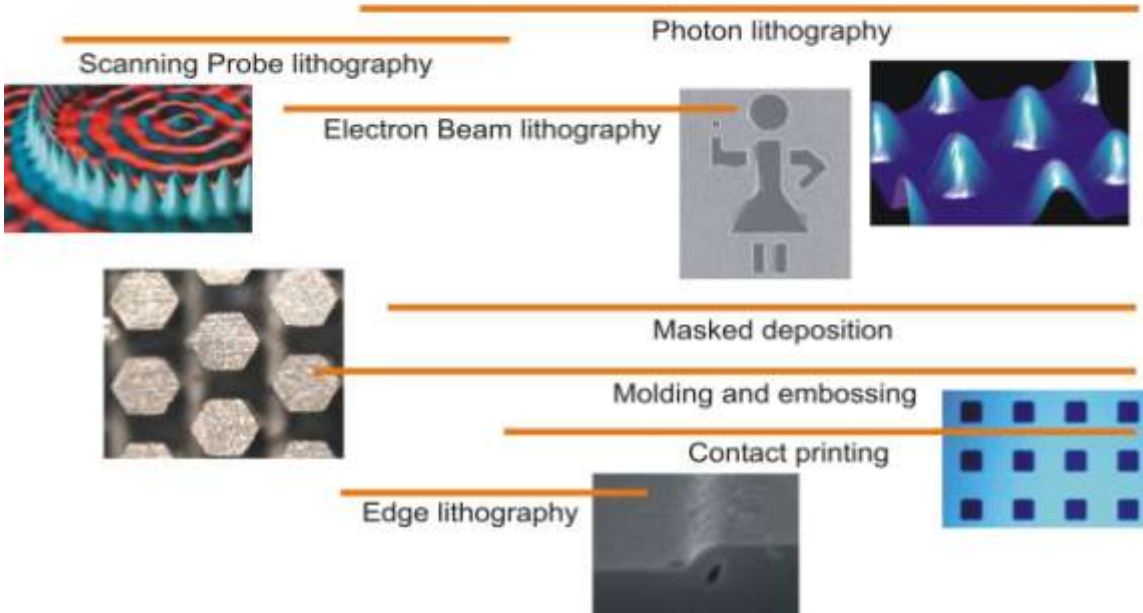 Photon lithography
Scanning Probe lithography
Electron Beam lithography
Masked deposition
Molding and embossing
Contact printing
Edge lithography